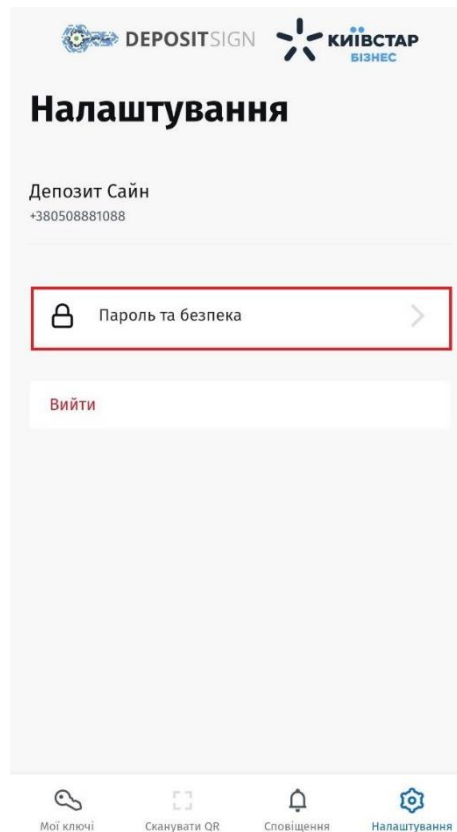 DEPOSITSIGN
КИЇВСТАР
БІЗНЕС
Налаштування
Депозит Сайн
+380508881088
Пароль та безпека
Вийти
Мої ключі
Сканувати QR
Сповіщення
Налаштування